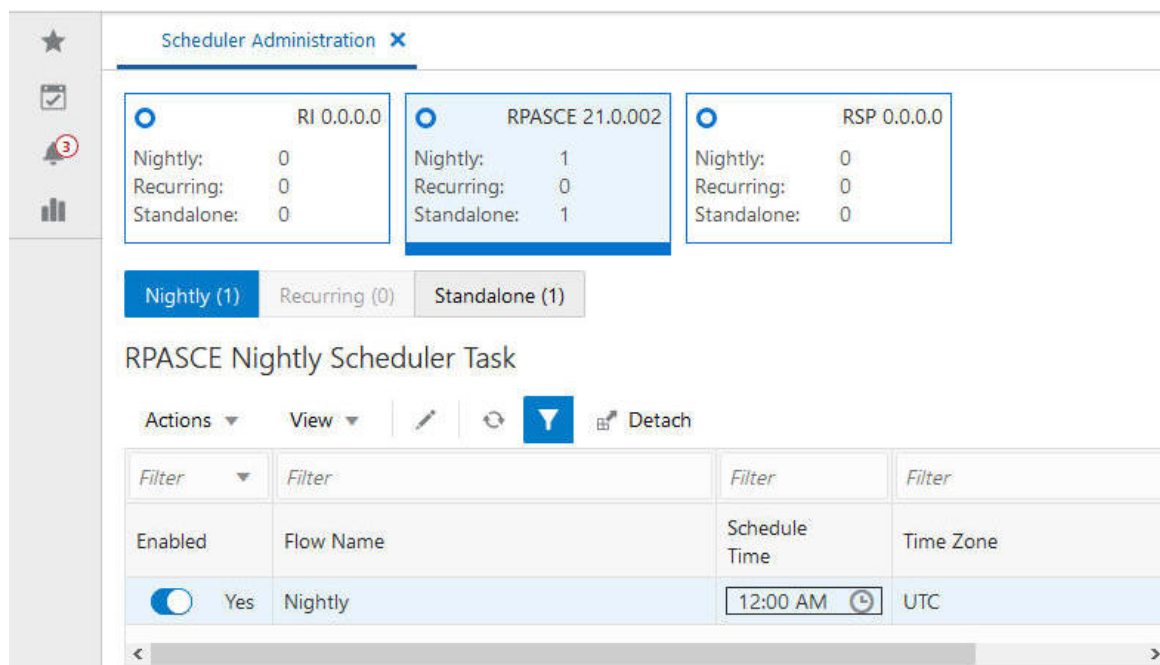 Scheduler Administration
3
RI 0.0.0.0
Nightly: 0
Recurring: 0
Standalone: 0
RPASCE 21.0.002
Nightly: 1
Recurring: 0
Standalone: 1
RSP 0.0.0.0
Nightly: 0
Recurring: 0
Standalone: 0
Nightly (1) Recurring (0) Standalone (1)
RPASCE Nightly Scheduler Task
Actions View Detach
Filter Filter Filter Filter
Enabled Flow Name Schedule Time Time Zone
Yes Nightly 12:00 AM UTC